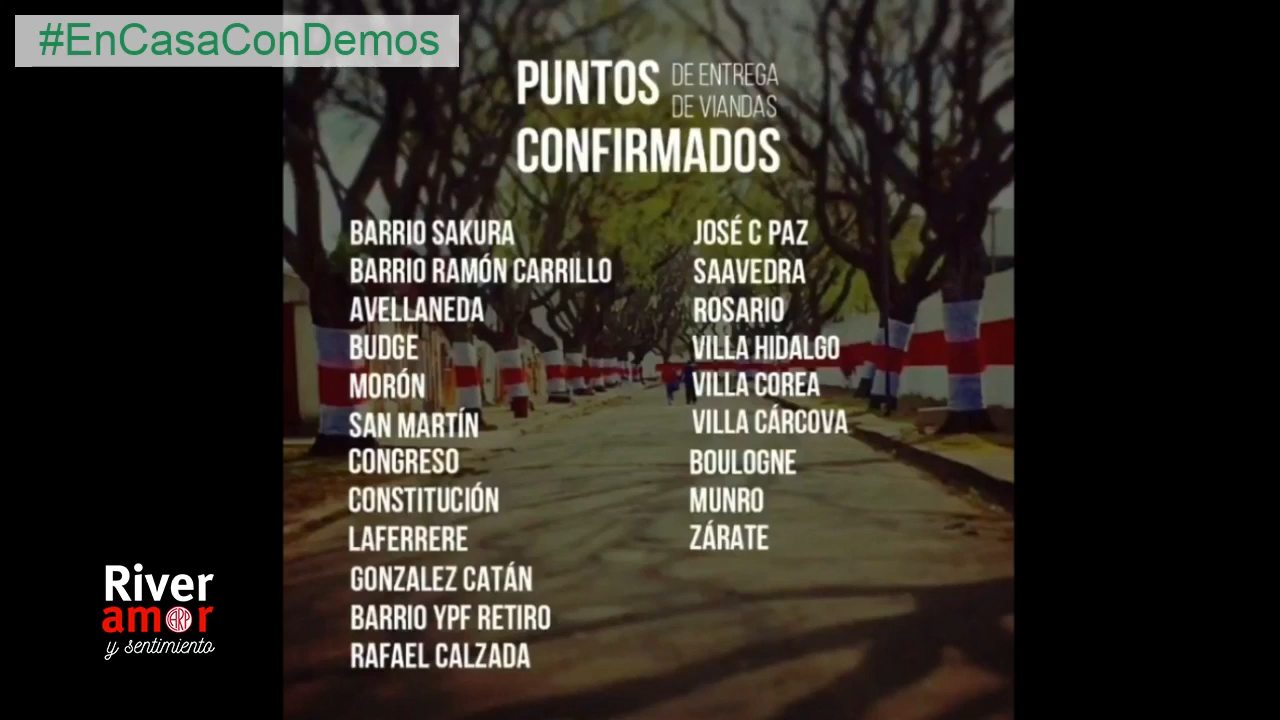 #EnCasaConDemos
PUNTOS DE ENTREGA
DE VIANDAS
CONFIRMADOS
BARRIO SAKURA
BARRIO RAMÓN CARRILLO
AVELLANEDA
BUDGE
MORÓN
SAN MARTÍN
CONGRESO
CONSTITUCIÓN
LAFERRERE
GONZALEZ CATÁN
BARRIO YPF RETIRO
RAFAEL CALZADA
JOSÉ C PAZ
SAAVEDRA
ROSARIO
VILLA HIDALGO
VILLA COREA
VILLA CÁRCOVA
BOULOGNE
MUNRO
ZÁRATE
River
amor
y sentimiento